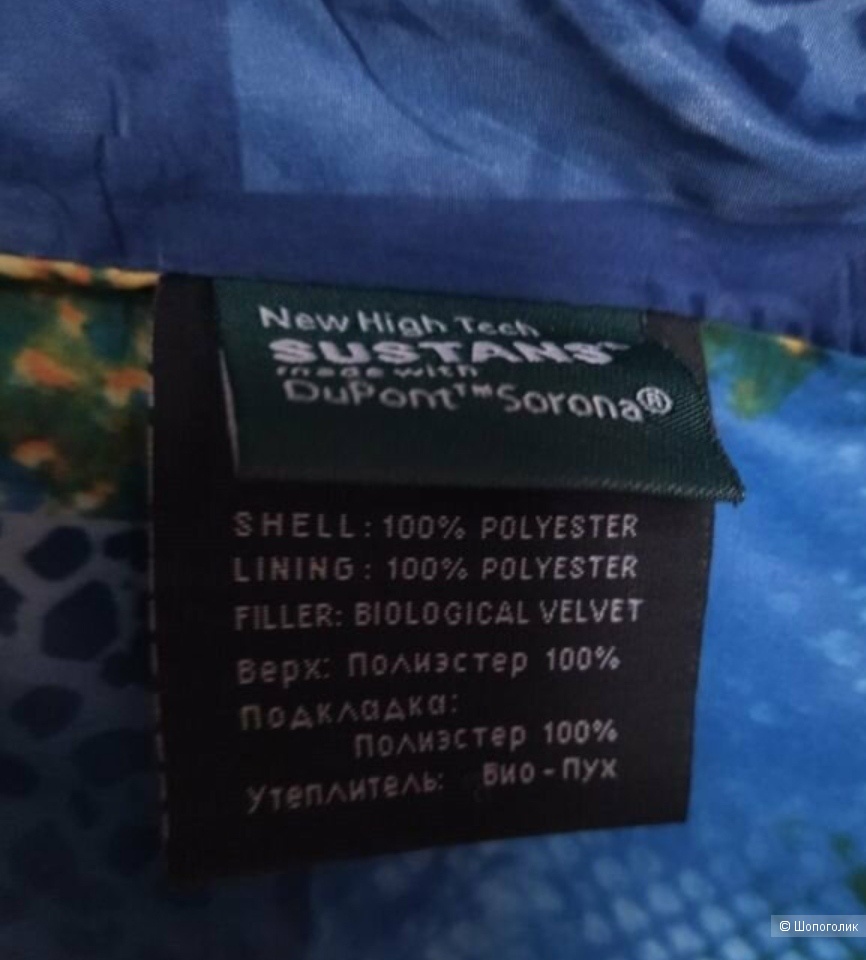 New High Tech
SUSTANS™
made with
DuPont™ Sorona®
SHELL: 100% POLYESTER
LINING: 100% POLYESTER
FILLER: BIOLOGICAL VELVET
Верх: Полиэстер 100%
Подкладка:
Полиэстер 100%
Утеплитель: Био-Пух
© Шопоголик